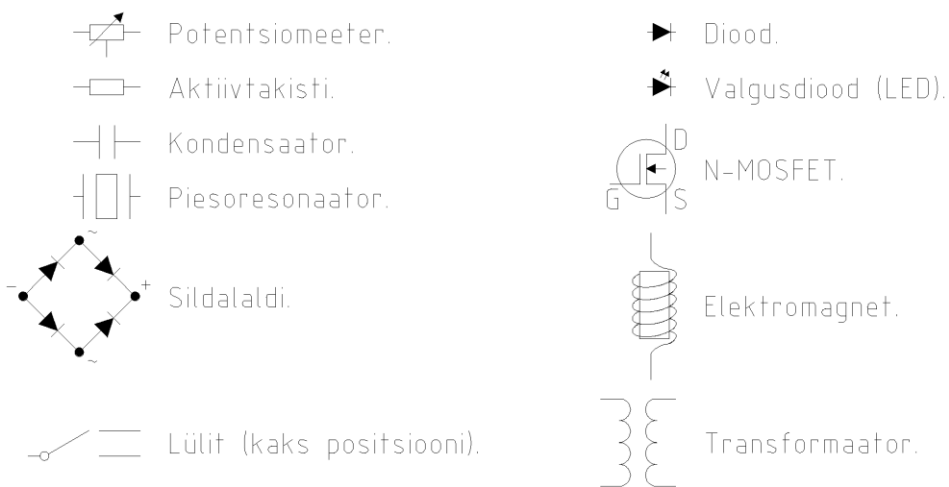 Potentsiomeeter.
Aktiivtakisti.
Kondensaator.
Piesoresonaator.
~
- +
Sildalaldi.
~
Lülit (kaks positsiooni).
Diood.
Valgusdiood (LED).
D
N-MOSFET.
G S
Elektromagnet.
Transformaator.